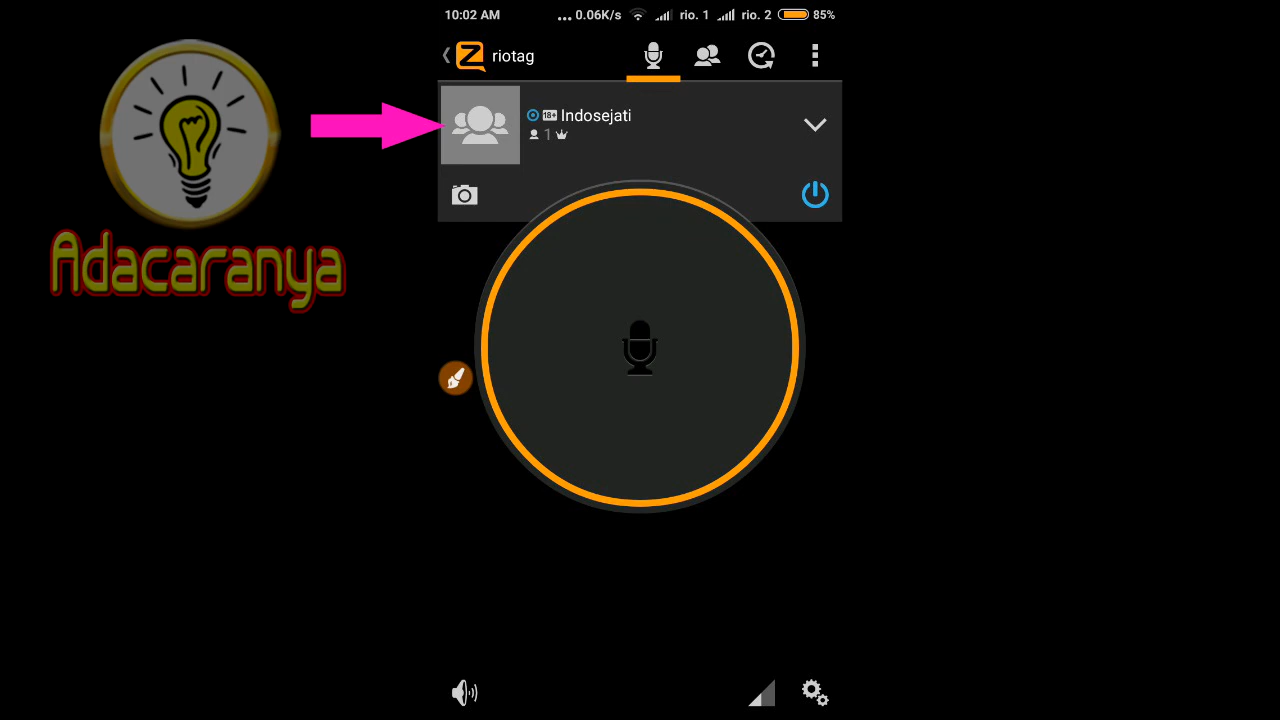 10:02 AM ... 0.06K/s rio. 1 rio. 2 85%
Z riotag
18+ Indosejati
1
Adacaranya